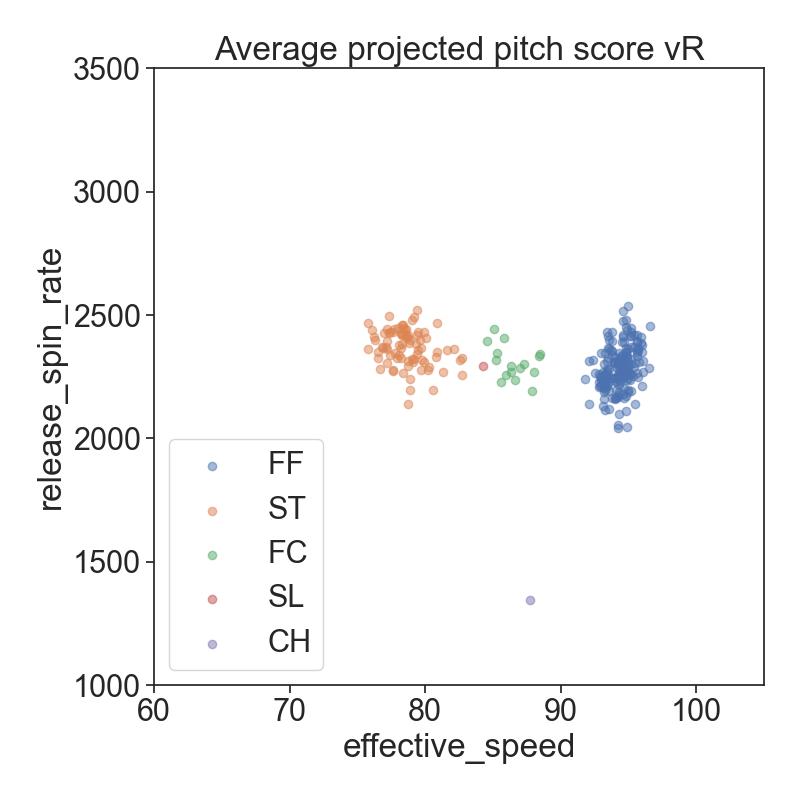 Average projected pitch score vR
3500
3000
2500
2000
1500
1000
release_spin_rate
FF
ST
FC
SL
CH
60 70 80 90 100
effective_speed